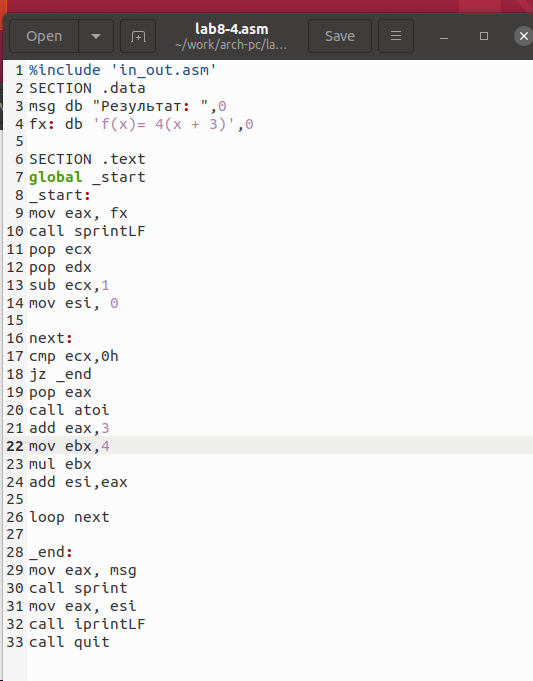 Open
lab8-4.asm
~/work/arch-pc/la...
Save
1 %include 'in_out.asm'
2 SECTION .data
3 msg db "Результат: ",0
4 fx: db 'f(x)= 4(x + 3)',0
5
6 SECTION .text
7 global _start
8 _start:
9 mov eax, fx
10 call sprintLF
11 pop ecx
12 pop edx
13 sub ecx,1
14 mov esi, 0
15
16 next:
17 cmp ecx,0h
18 jz _end
19 pop eax
20 call atoi
21 add eax,3
22 mov ebx,4
23 mul ebx
24 add esi,eax
25
26 loop next
27
28 _end:
29 mov eax, msg
30 call sprint
31 mov eax, esi
32 call iprintLF
33 call quit